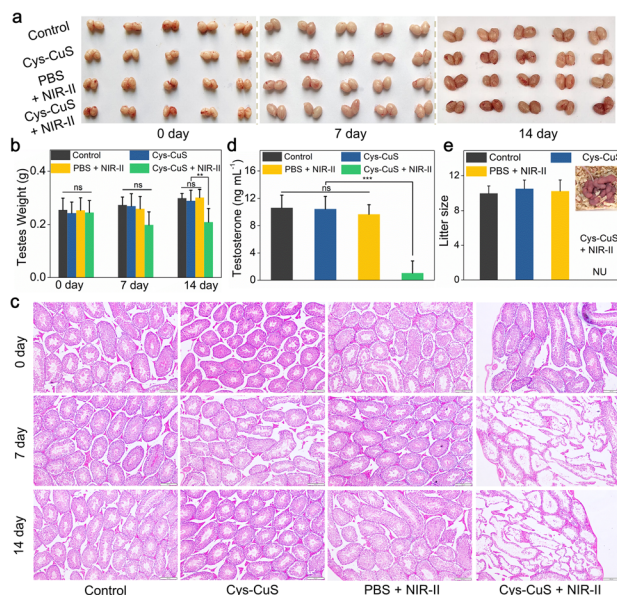 a
Control
Cys-CuS
PBS
+ NIR-II
Cys-CuS
+ NIR-II
0 day
7 day
14 day
b
Testes Weight (g)
0.4
0.2
0.0
Control
Cys-CuS
PBS + NIR-II
Cys-CuS + NIR-II
ns
ns
ns
**
0 day
7 day
14 day
d
Testosterone (ng mL⁻¹)
20
15
10
5
0
Control
Cys-CuS
PBS + NIR-II
Cys-CuS + NIR-II
ns
***
e
Litter size
16
12
8
4
0
Control
Cys-CuS
PBS + NIR-II
Cys-CuS
+ NIR-II
NU
c
0 day
7 day
14 day
Control
Cys-CuS
PBS + NIR-II
Cys-CuS + NIR-II